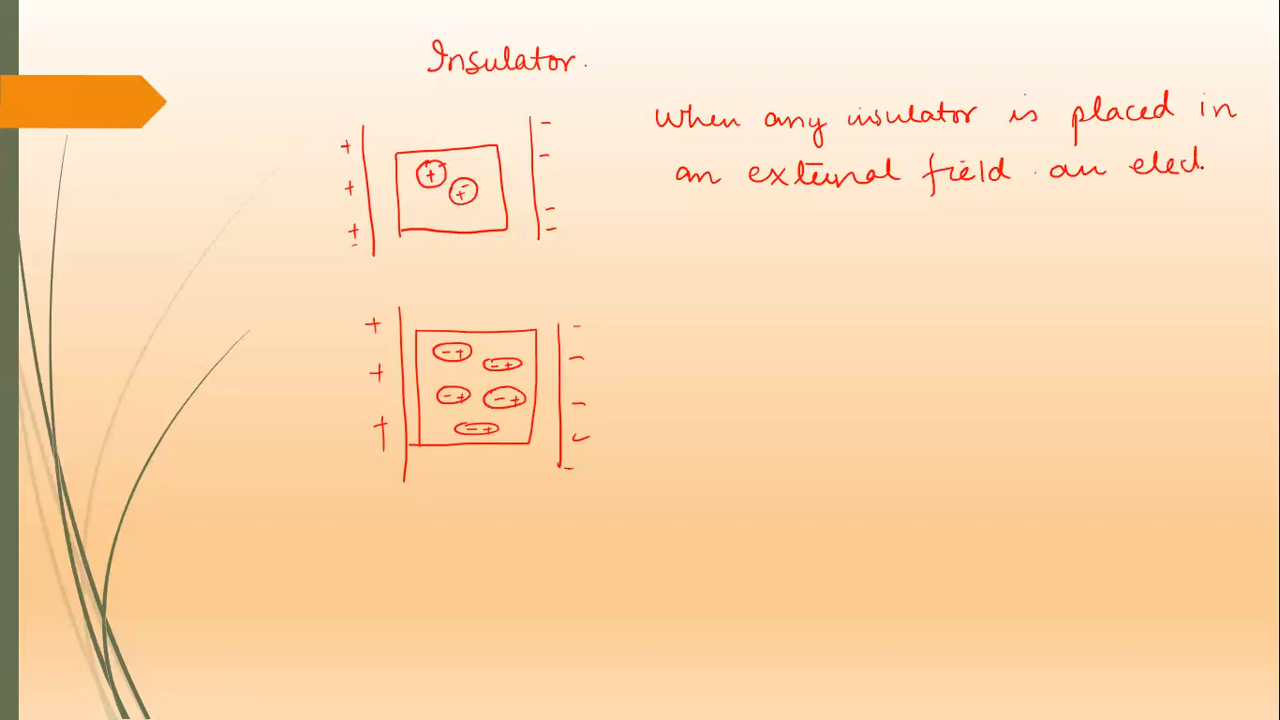 Insulator.
When any insulator is placed in
an external field . an elec
+ -
+ -
+ -
- -
+ + -
+ -
- + -
- + -
+ - + - + -
+ - + -
- + -
-